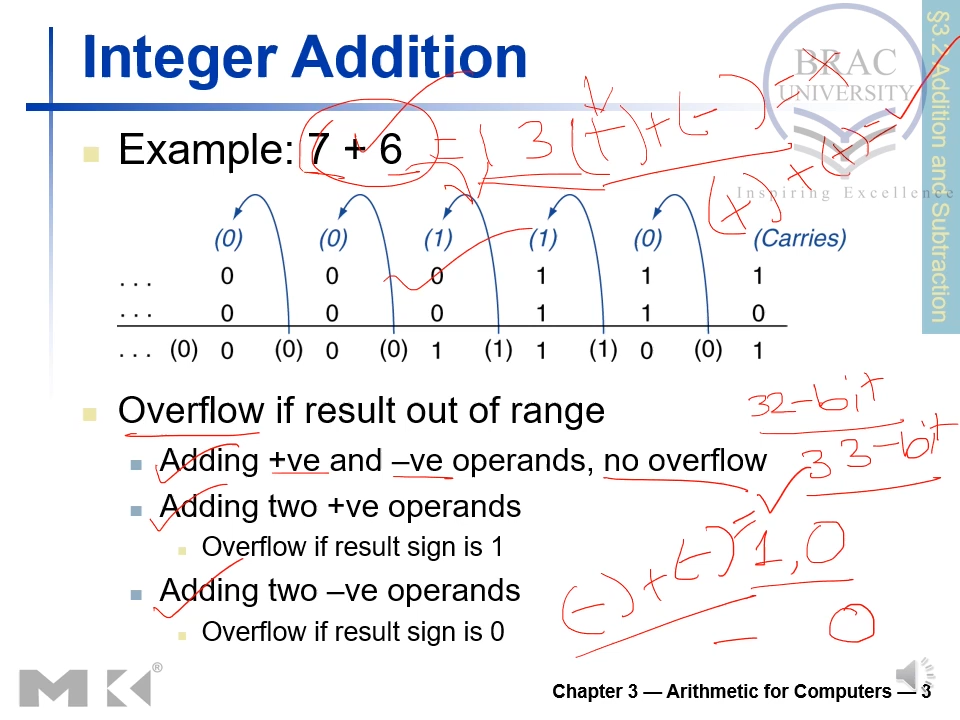 Integer Addition
BRAC
UNIVERSITY
Inspiring Excellence
§3.2 Addition and Subtraction
Example: 7 + 6 = 13 (+) + (-) = ×
(+) + (+) = ✓
(0) (0) (1) (1) (0) (Carries)
. . . 0 0 0 1 1 1
. . . 0 0 0 1 1 0
. . . (0) 0 (0) 0 (0) 1 (1) 1 (1) 0 (0) 1
32-bit
Overflow if result out of range
33-bit
Adding +ve and –ve operands, no overflow
Adding two +ve operands
(-) + (-) = 1, 0
Overflow if result sign is 1
Adding two –ve operands
– 0
Overflow if result sign is 0
MK®
Chapter 3 — Arithmetic for Computers — 3